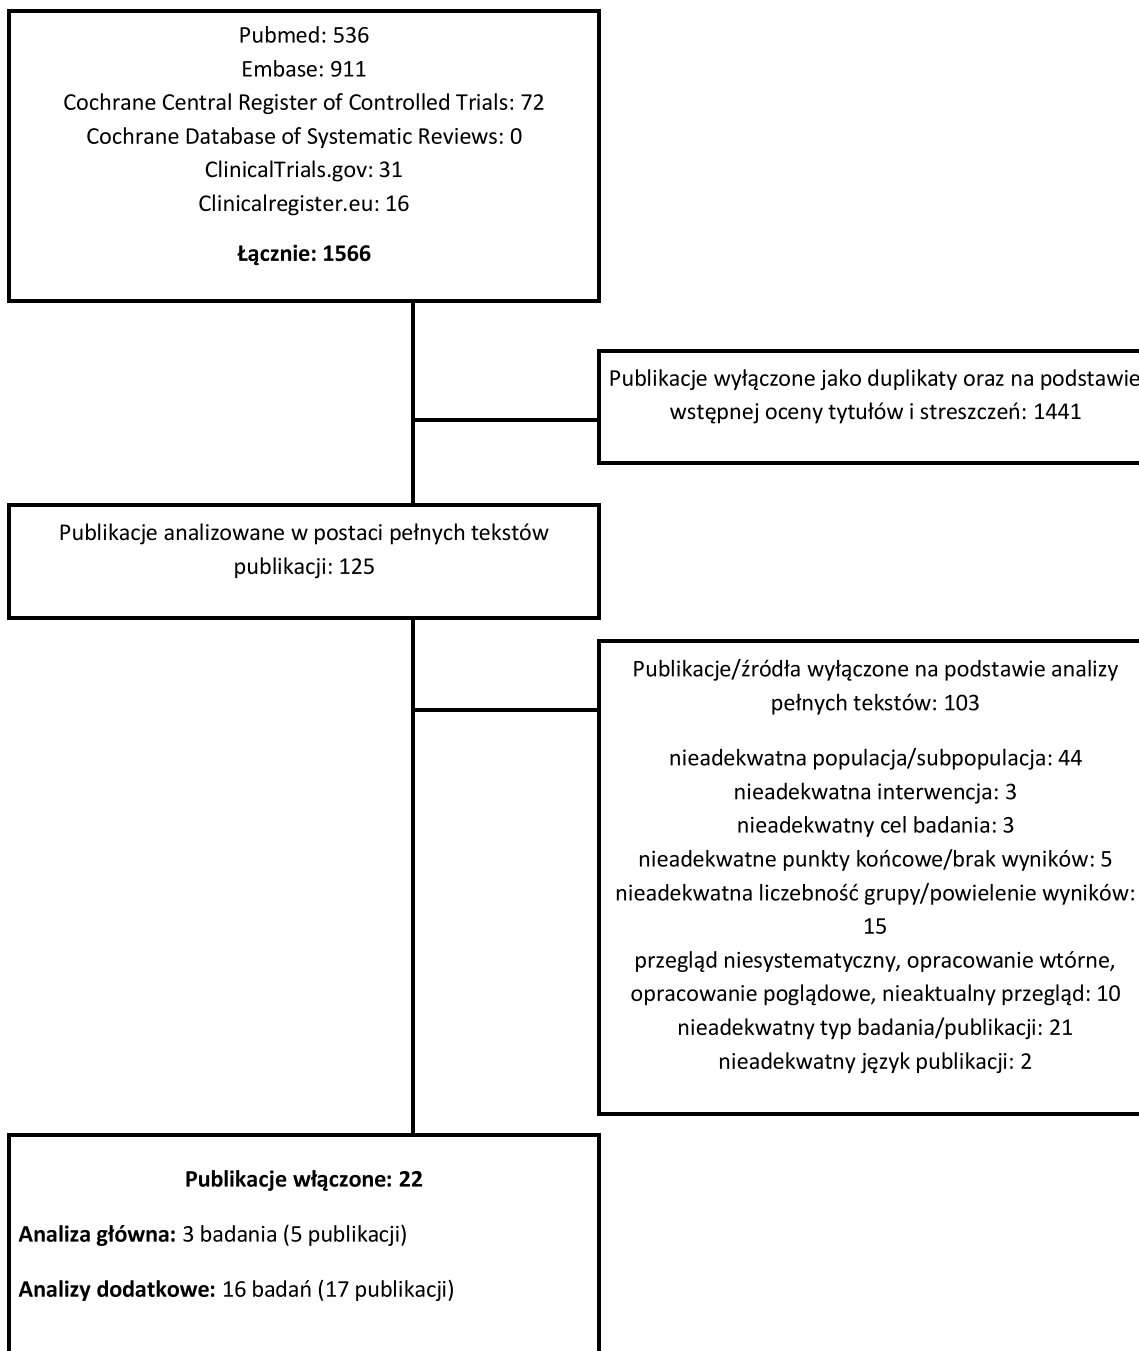 Pubmed: 536
Embase: 911
Cochrane Central Register of Controlled Trials: 72
Cochrane Database of Systematic Reviews: 0
ClinicalTrials.gov: 31
Clinicalregister.eu: 16
Łącznie: 1566
Publikacje wyłączone jako duplikaty oraz na podstawie
wstępnej oceny tytułów i streszczeń: 1441
Publikacje analizowane w postaci pełnych tekstów
publikacji: 125
Publikacje/źródła wyłączone na podstawie analizy
pełnych tekstów: 103
nieadekwatna populacja/subpopulacja: 44
nieadekwatna interwencja: 3
nieadekwatny cel badania: 3
nieadekwatne punkty końcowe/brak wyników: 5
nieadekwatna liczebność grupy/powielenie wyników:
15
przegląd niesystematyczny, opracowanie wtórne,
opracowanie poglądowe, nieaktualny przegląd: 10
nieadekwatny typ badania/publikacji: 21
nieadekwatny język publikacji: 2
Publikacje włączone: 22
Analiza główna: 3 badania (5 publikacji)
Analizy dodatkowe: 16 badań (17 publikacji)